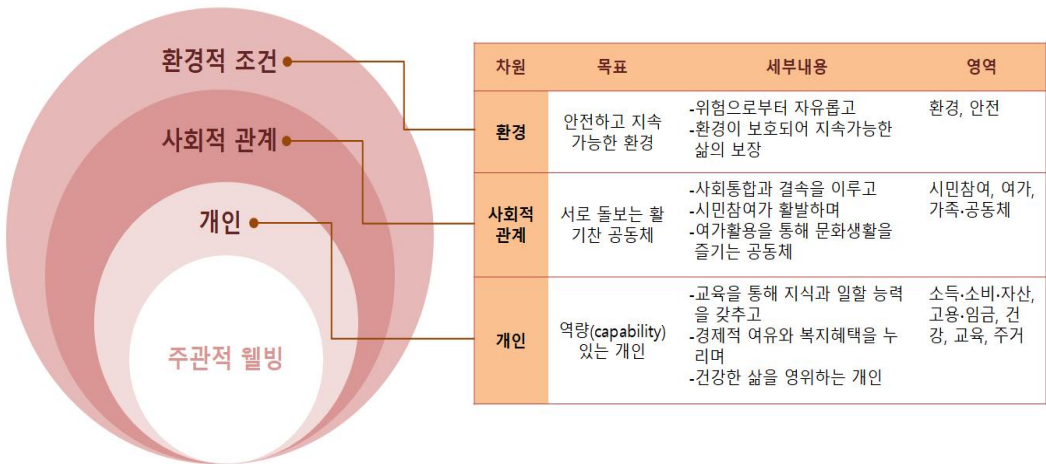 환경적 조건
사회적 관계
개인
주관적 웰빙
차원 목표 세부내용 영역
환경
안전하고 지속
가능한 환경
-위험으로부터 자유롭고
-환경이 보호되어 지속가능한
삶의 보장
환경, 안전
사회적
관계
서로 돌보는 활
기찬 공동체
-사회통합과 결속을 이루고
-시민참여가 활발하며
-여가활용을 통해 문화생활을
즐기는 공동체
시민참여, 여가,
가족·공동체
개인
역량(capability)
있는 개인
-교육을 통해 지식과 일할 능력
을 갖추고
-경제적 여유와 복지혜택을 누
리며
-건강한 삶을 영위하는 개인
소득·소비·자산,
고용·임금, 건
강, 교육, 주거